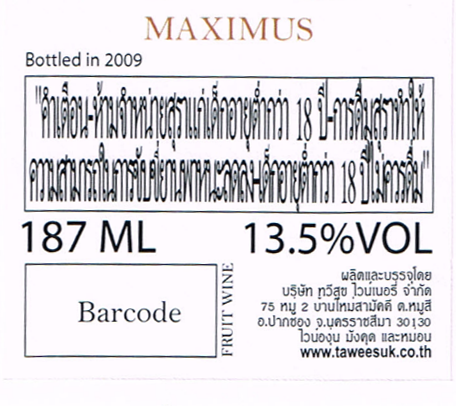 MAXIMUS
Bottled in 2009
"คำเตือน-ห้ามจำหน่ายสุราแก่เด็กอายุต่ำกว่า 18 ปี-การดื่มสุราทำให้
ความสามารถในการขับขี่ยานพาหนะลดลง-เด็กอายุต่ำกว่า 18 ปีไม่ควรดื่ม"
187 ML 13.5%VOL
Barcode
FRUIT WINE
ผลิตและบรรจุโดย
บริษัท ทวีสุข ไวน์เนอรี่ จำกัด
75 หมู่ 2 บ้านใหม่สามัคคี ต.หมูสี
อ.ปากช่อง จ.นครราชสีมา 30130
ไวน์องุ่น มังคุด และหม่อน
www.taweesuk.co.th